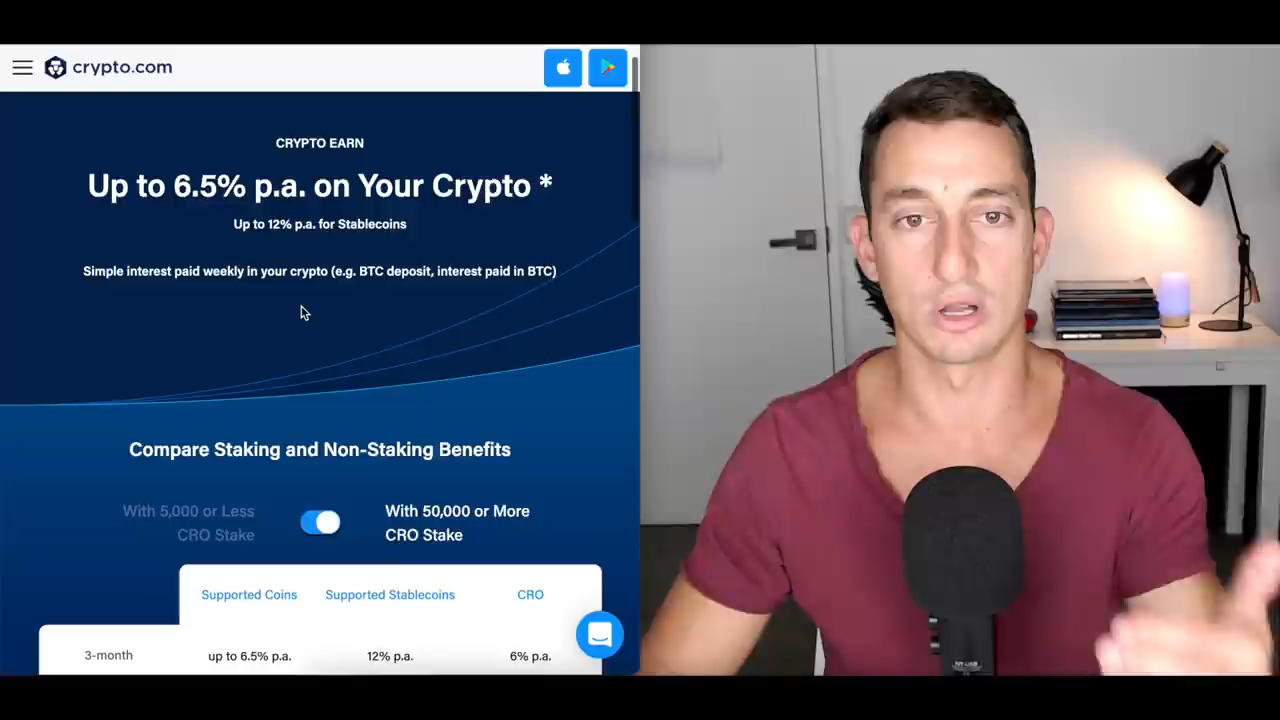 crypto.com
CRYPTO EARN
Up to 6.5% p.a. on Your Crypto *
Up to 12% p.a. for Stablecoins
Simple interest paid weekly in your crypto (e.g. BTC deposit, interest paid in BTC)
Compare Staking and Non-Staking Benefits
With 5,000 or Less
CRO Stake
With 50,000 or More
CRO Stake
Supported Coins
Supported Stablecoins
CRO
3-month
up to 6.5% p.a.
12% p.a.
6% p.a.